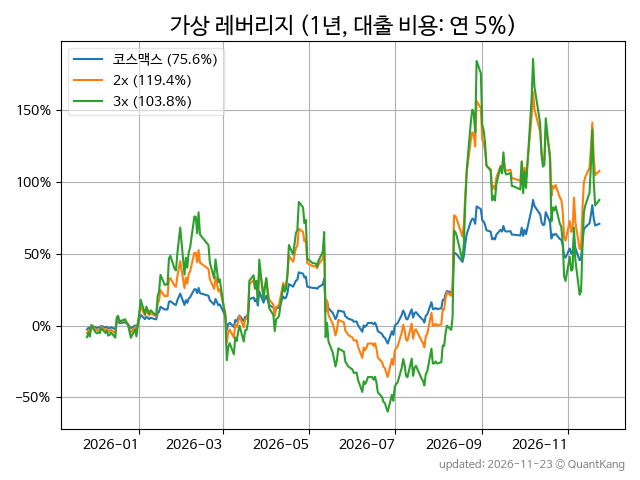 가상 레버리지 (1년, 대출 비용: 연 5%)
코스맥스 (75.6%)
2x (119.4%)
3x (103.8%)
150%
100%
50%
0%
−50%
2026-01 2026-03 2026-05 2026-07 2026-09 2026-11
updated: 2026-11-23 © QuantKang